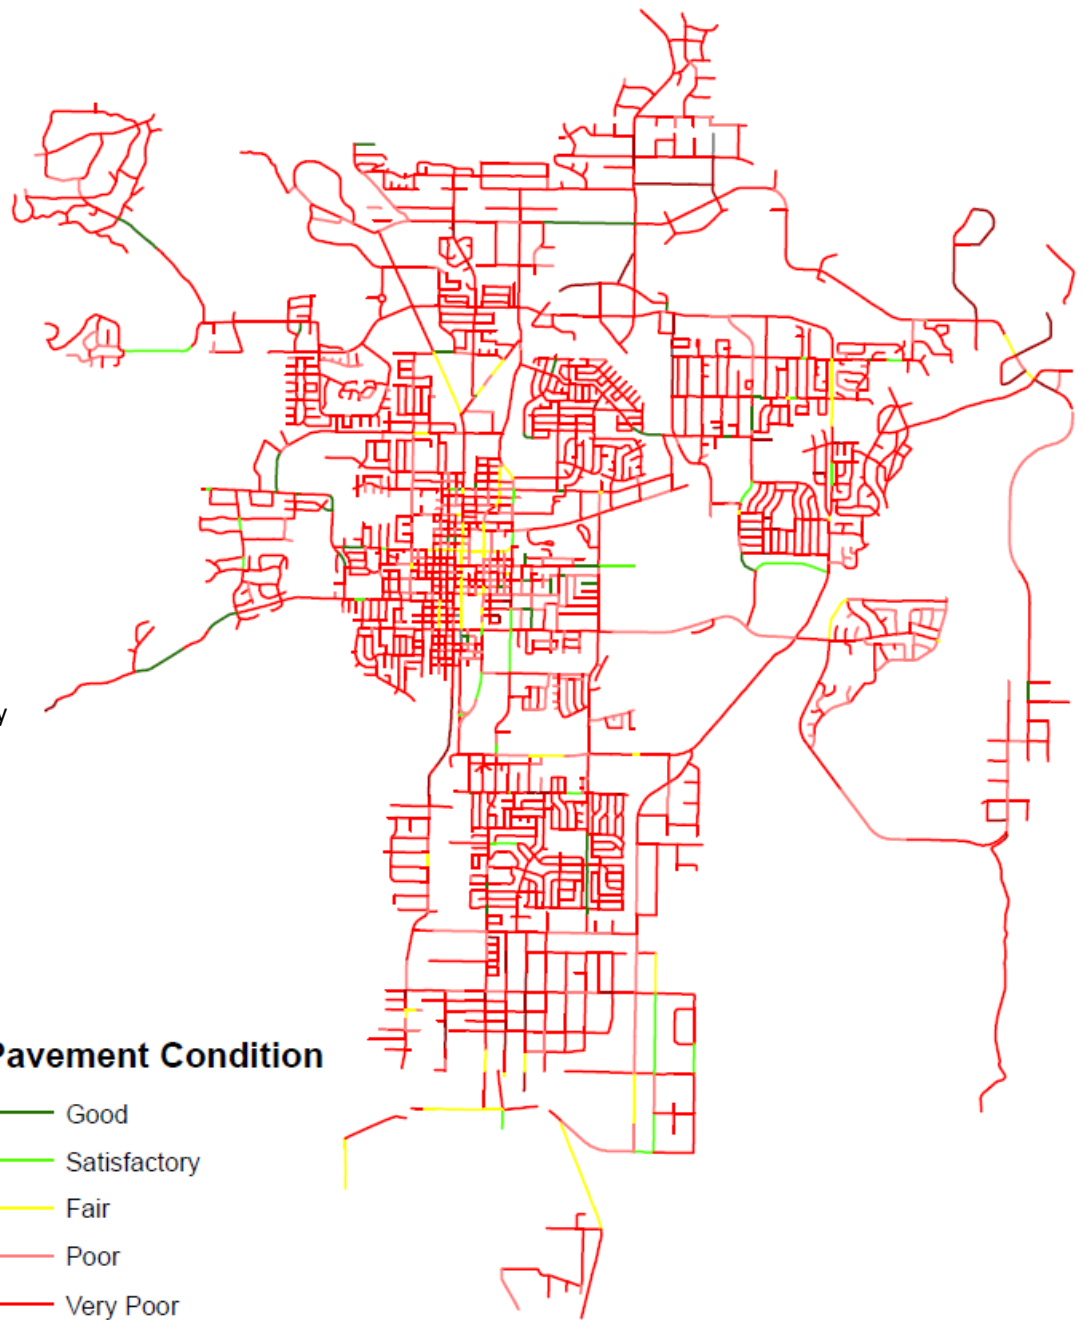 y
Pavement Condition
Good
Satisfactory
Fair
Poor
Very Poor